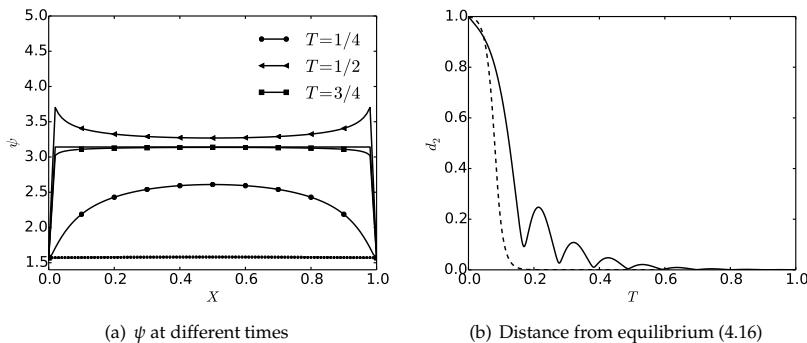 5.0
4.5
4.0
3.5
3.0
2.5
2.0
1.5
ψ
0.0 0.2 0.4 0.6 0.8 1.0
X
T=1/4
T=1/2
T=3/4
(a) ψ at different times
1.0
0.8
0.6
0.4
0.2
0.0
d₂
0.0 0.2 0.4 0.6 0.8 1.0
T
(b) Distance from equilibrium (4.16)